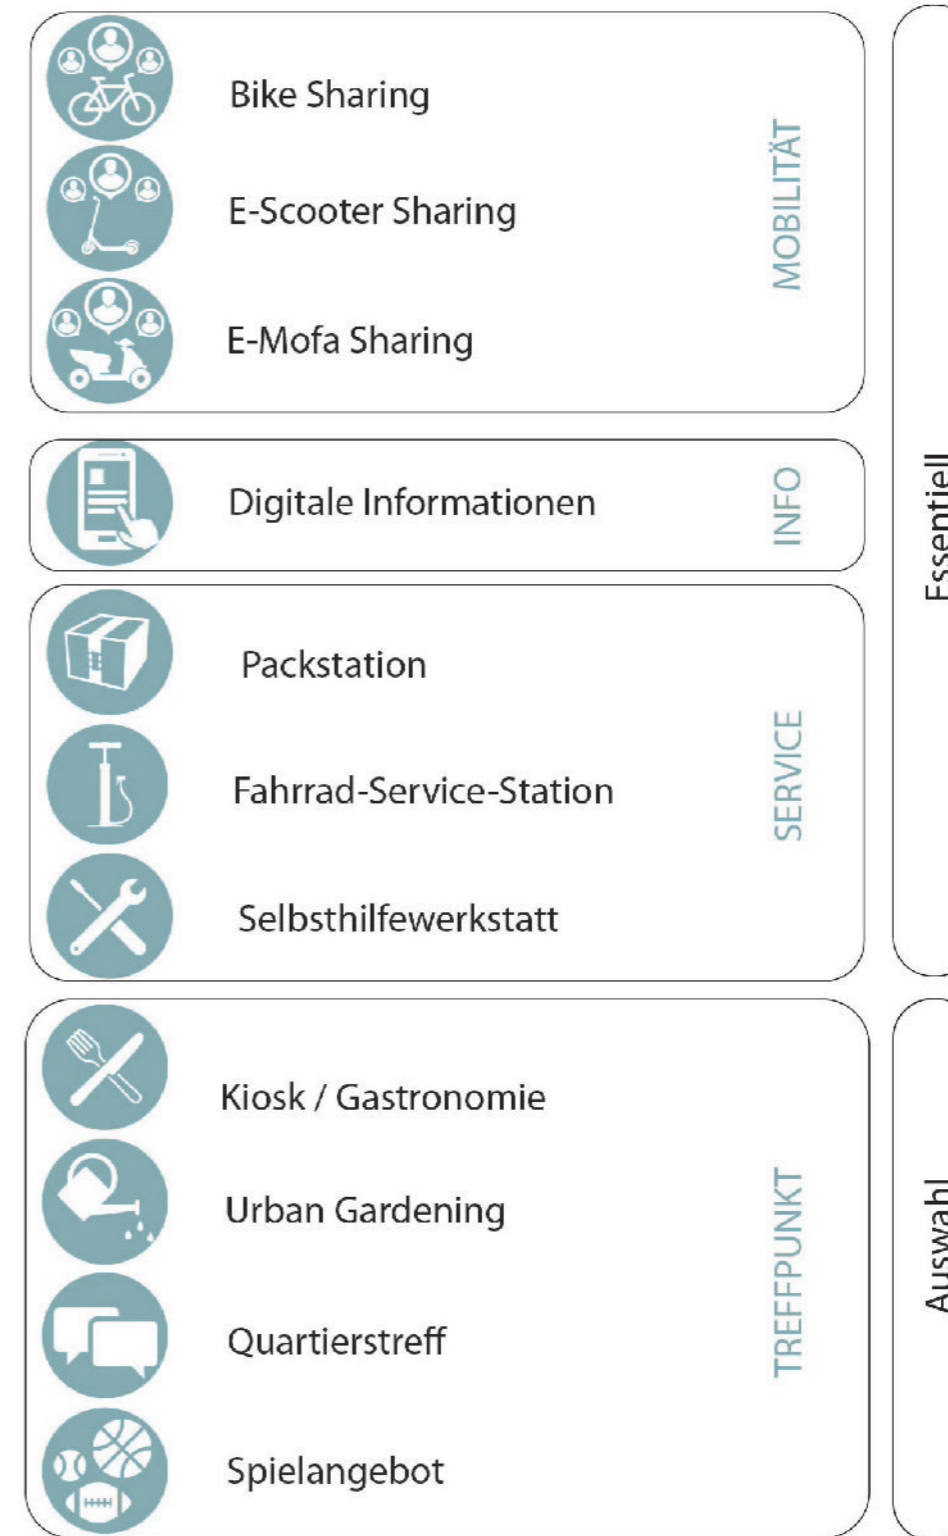 Bike Sharing
E-Scooter Sharing
E-Mofa Sharing
MOBILITÄT
Digitale Informationen
INFO
Packstation
Fahrrad-Service-Station
Selbsthilfewerkstatt
SERVICE
Essentiell
Kiosk / Gastronomie
Urban Gardening
Quartierstreff
Spielangebot
TREFFPUNKT
Auswahl